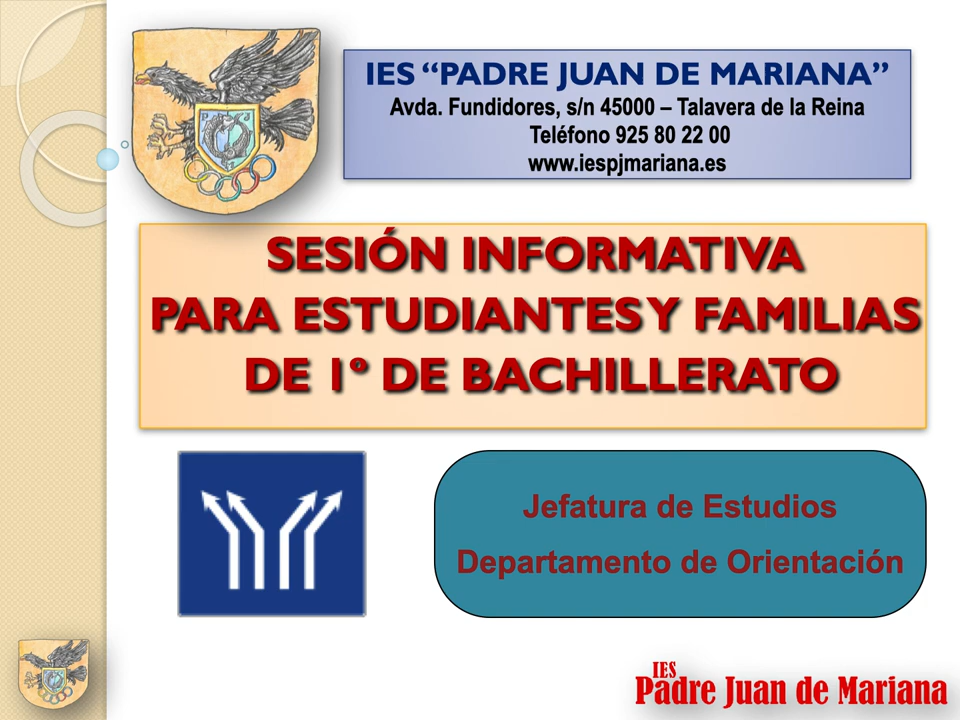 IES “PADRE JUAN DE MARIANA”
Avda. Fundidores, s/n 45000 – Talavera de la Reina
Teléfono 925 80 22 00
www.iespjmariana.es
SESIÓN INFORMATIVA
PARA ESTUDIANTES Y FAMILIAS
DE 1º DE BACHILLERATO
Jefatura de Estudios
Departamento de Orientación
IES
Padre Juan de Mariana